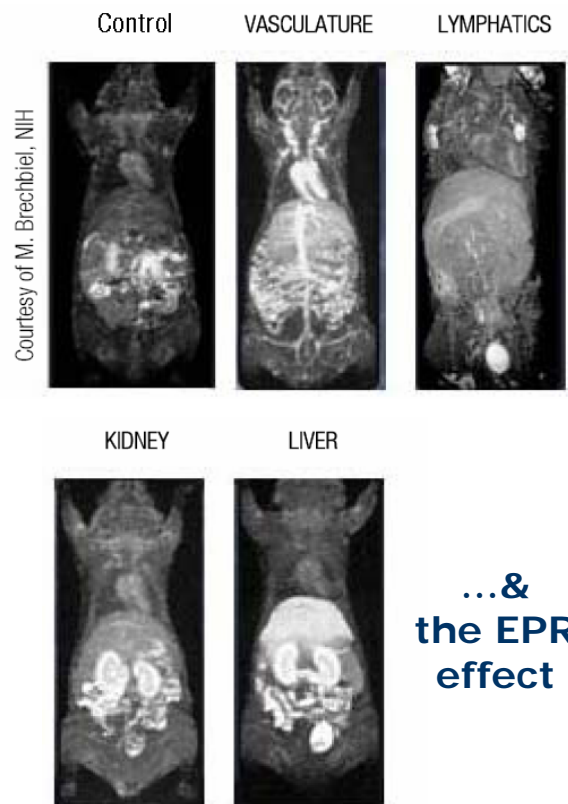 Control
VASCULATURE
LYMPHATICS
Courtesy of M. Brechbiel, NIH
KIDNEY
LIVER
...&
the EPR
effect